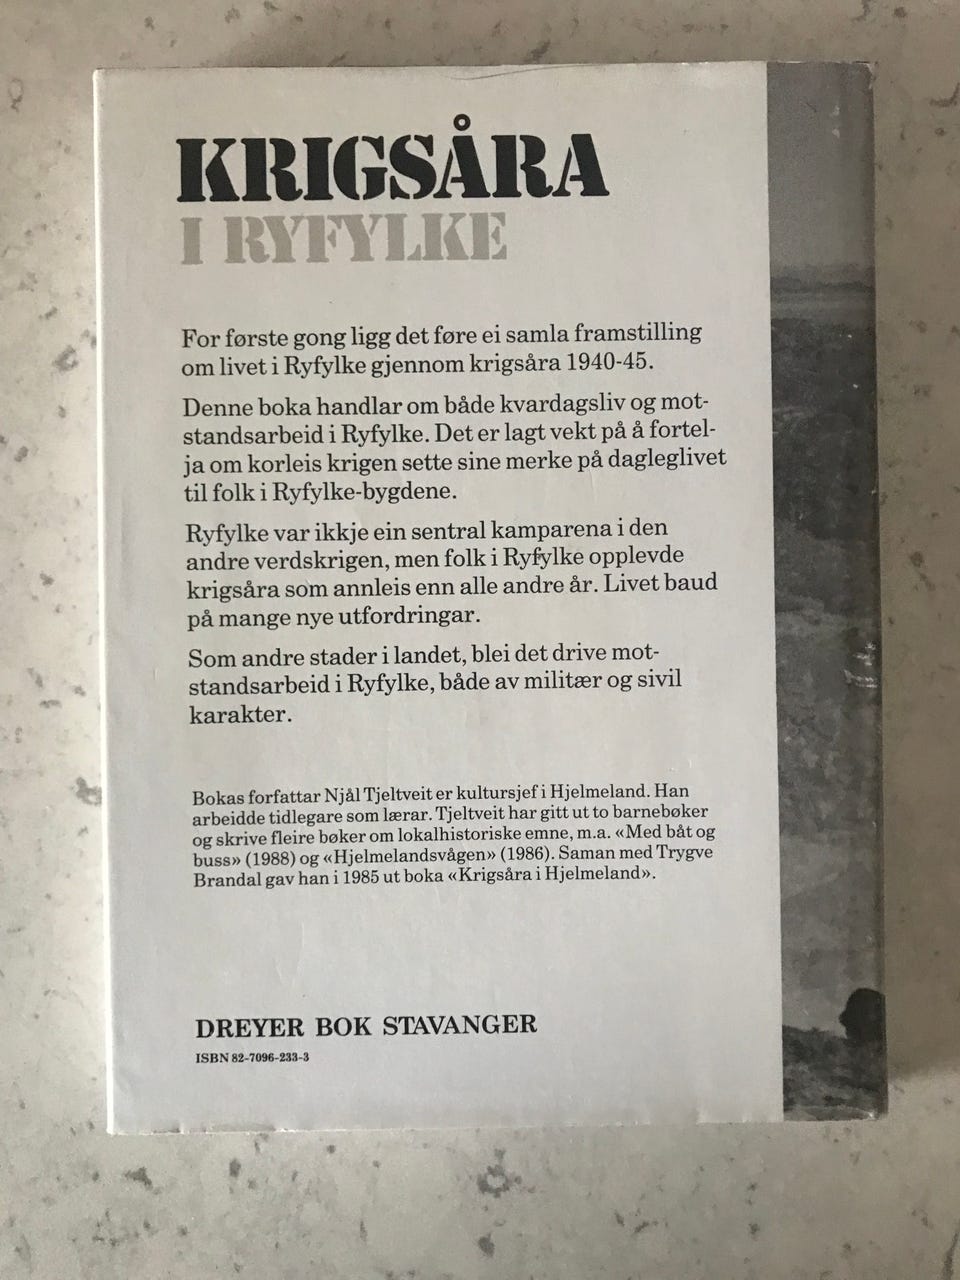 KRIGSÅRA
I RYFYLKE
For første gong ligg det føre ei samla framstilling
om livet i Ryfylke gjennom krigsåra 1940-45.
Denne boka handlar om både kvardagsliv og mot-
standsarbeid i Ryfylke. Det er lagt vekt på å fortel-
ja om korleis krigen sette sine merke på dagleglivet
til folk i Ryfylke-bygdene.
Ryfylke var ikkje ein sentral kamparena i den
andre verdskrigen, men folk i Ryfylke opplevde
krigsåra som annleis enn alle andre år. Livet baud
på mange nye utfordringar.
Som andre stader i landet, blei det drive mot-
standsarbeid i Ryfylke, både av militær og sivil
karakter.
Bokas forfattar Njål Tjeltveit er kultursjef i Hjelmeland. Han
arbeidde tidlegare som lærar. Tjeltveit har gitt ut to barnebøker
og skrive fleire bøker om lokalhistoriske emne, m.a. «Med båt og
buss» (1988) og «Hjelmelandsvågen» (1986). Saman med Trygve
Brandal gav han i 1985 ut boka «Krigsåra i Hjelmeland».
DREYER BOK STAVANGER
ISBN 82-7096-233-3